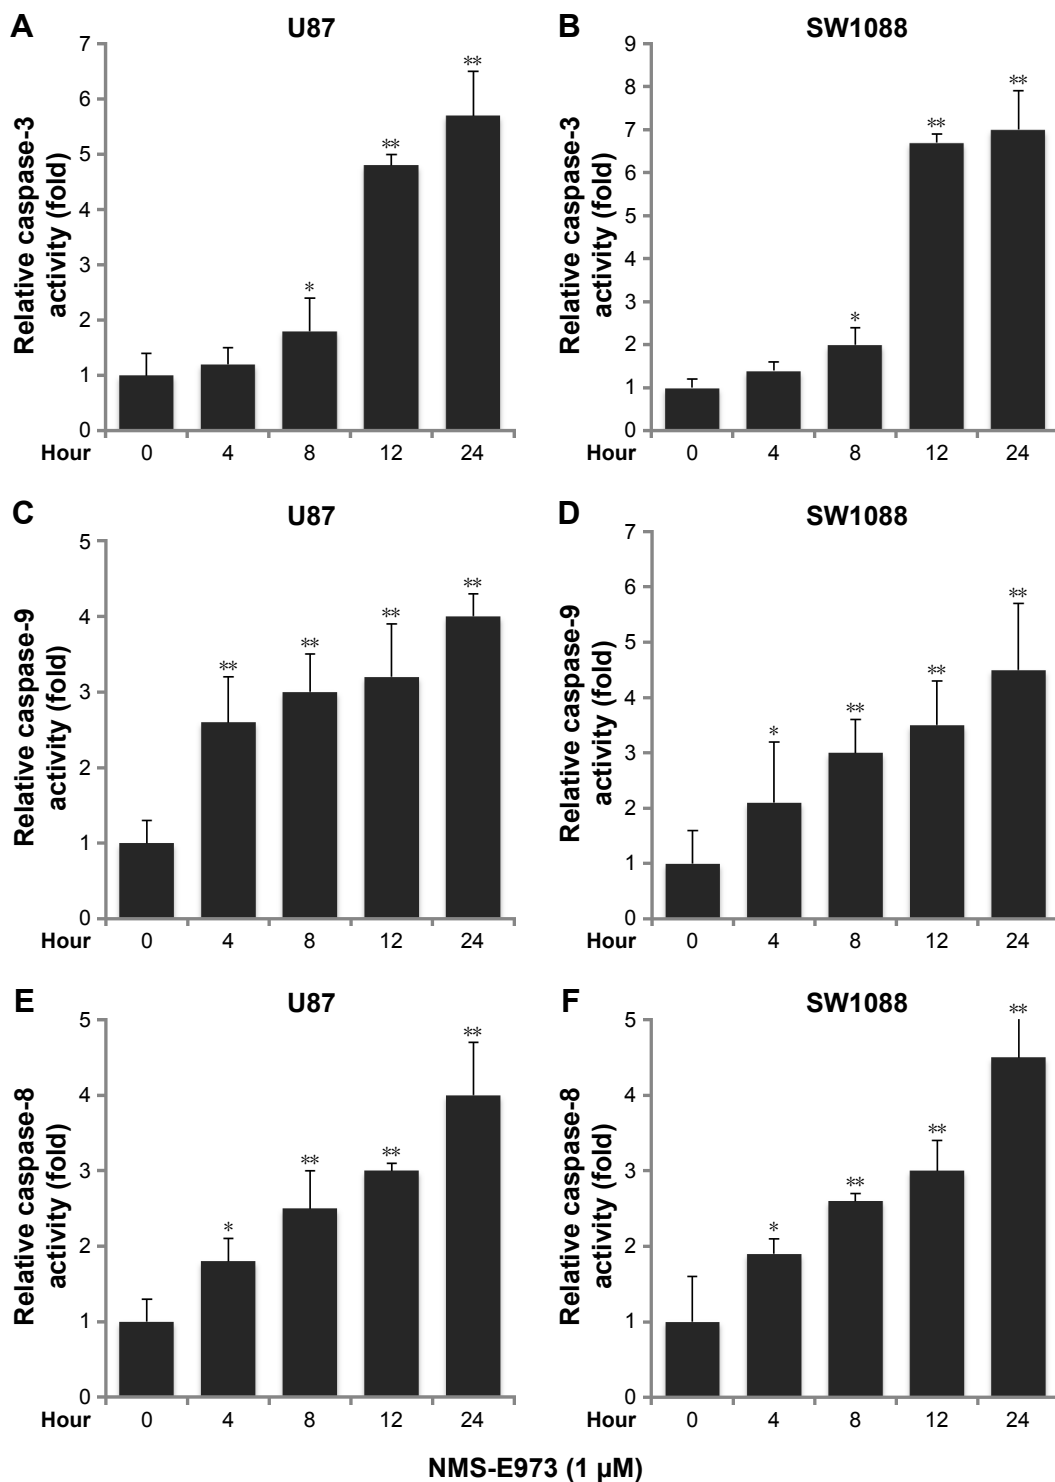 A
U87
Relative caspase-3
activity (fold)
7
6
5
4
3
2
1
0
*
**
**
Hour 0 4 8 12 24
B
SW1088
Relative caspase-3
activity (fold)
9
8
7
6
5
4
3
2
1
0
*
**
**
Hour 0 4 8 12 24
C
U87
Relative caspase-9
activity (fold)
5
4
3
2
1
0
**
**
**
**
Hour 0 4 8 12 24
D
SW1088
Relative caspase-9
activity (fold)
7
6
5
4
3
2
1
0
*
**
**
**
Hour 0 4 8 12 24
E
U87
Relative caspase-8
activity (fold)
5
4
3
2
1
0
*
**
**
**
Hour 0 4 8 12 24
F
SW1088
Relative caspase-8
activity (fold)
5
4
3
2
1
0
*
**
**
**
Hour 0 4 8 12 24
NMS-E973 (1 µM)